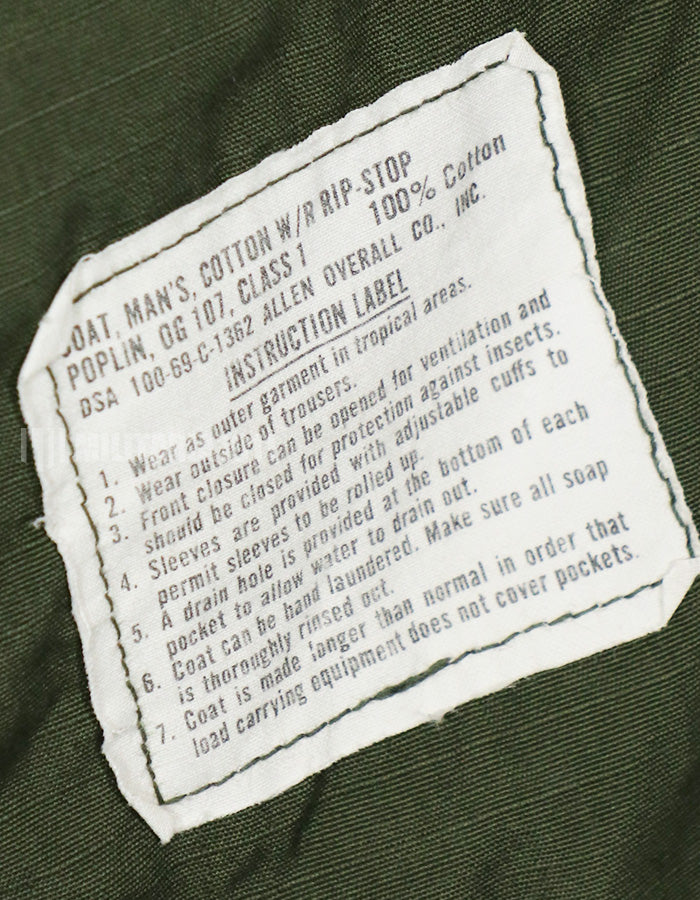 COAT, MAN'S, COTTON W/R RIP-STOP
POPLIN, OG 107, CLASS 1 100% Cotton
DSA 100-69-C-1362 ALLEN OVERALL CO., INC.
INSTRUCTION LABEL
1. Wear as outer garment in tropical areas.
2. Wear outside of trousers.
3. Front closure can be opened for ventilation and
should be closed for protection against insects.
4. Sleeves are provided with adjustable cuffs to
permit sleeves to be rolled up.
5. A drain hole is provided at the bottom of each
pocket to allow water to drain out.
6. Coat can be hand laundered. Make sure all soap
is thoroughly rinsed oct.
7. Coat is made longer than normal in order that
load carrying equipment does not cover pockets.